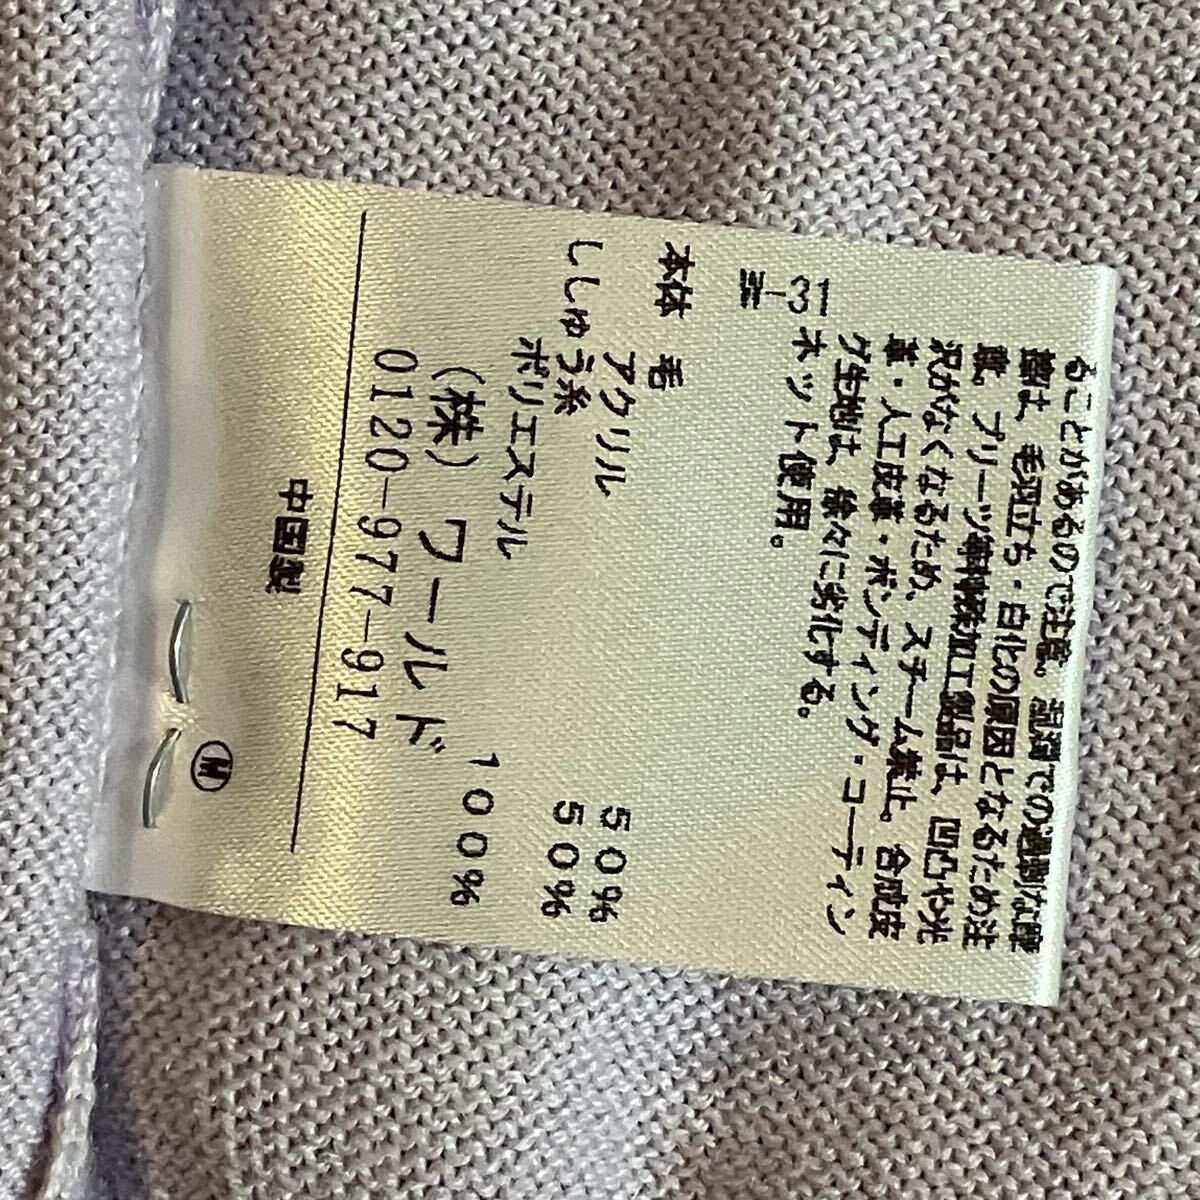 ることがあるので注意。湿潤での過剰な摩
擦は、毛羽立ち・白化の原因となるため注
意。プリーツ等特殊加工製品は、凹凸や光
沢がなくなるため、スチーム禁止。合成皮
革・人工皮革・ボンディング・コーティン
グ生地は、徐々に劣化する。
ネット使用。
本体 毛 50%
アクリル 50%
ししゅう糸
ポリエステル 100%
(株)ワールド
0120-977-917
中国製
M